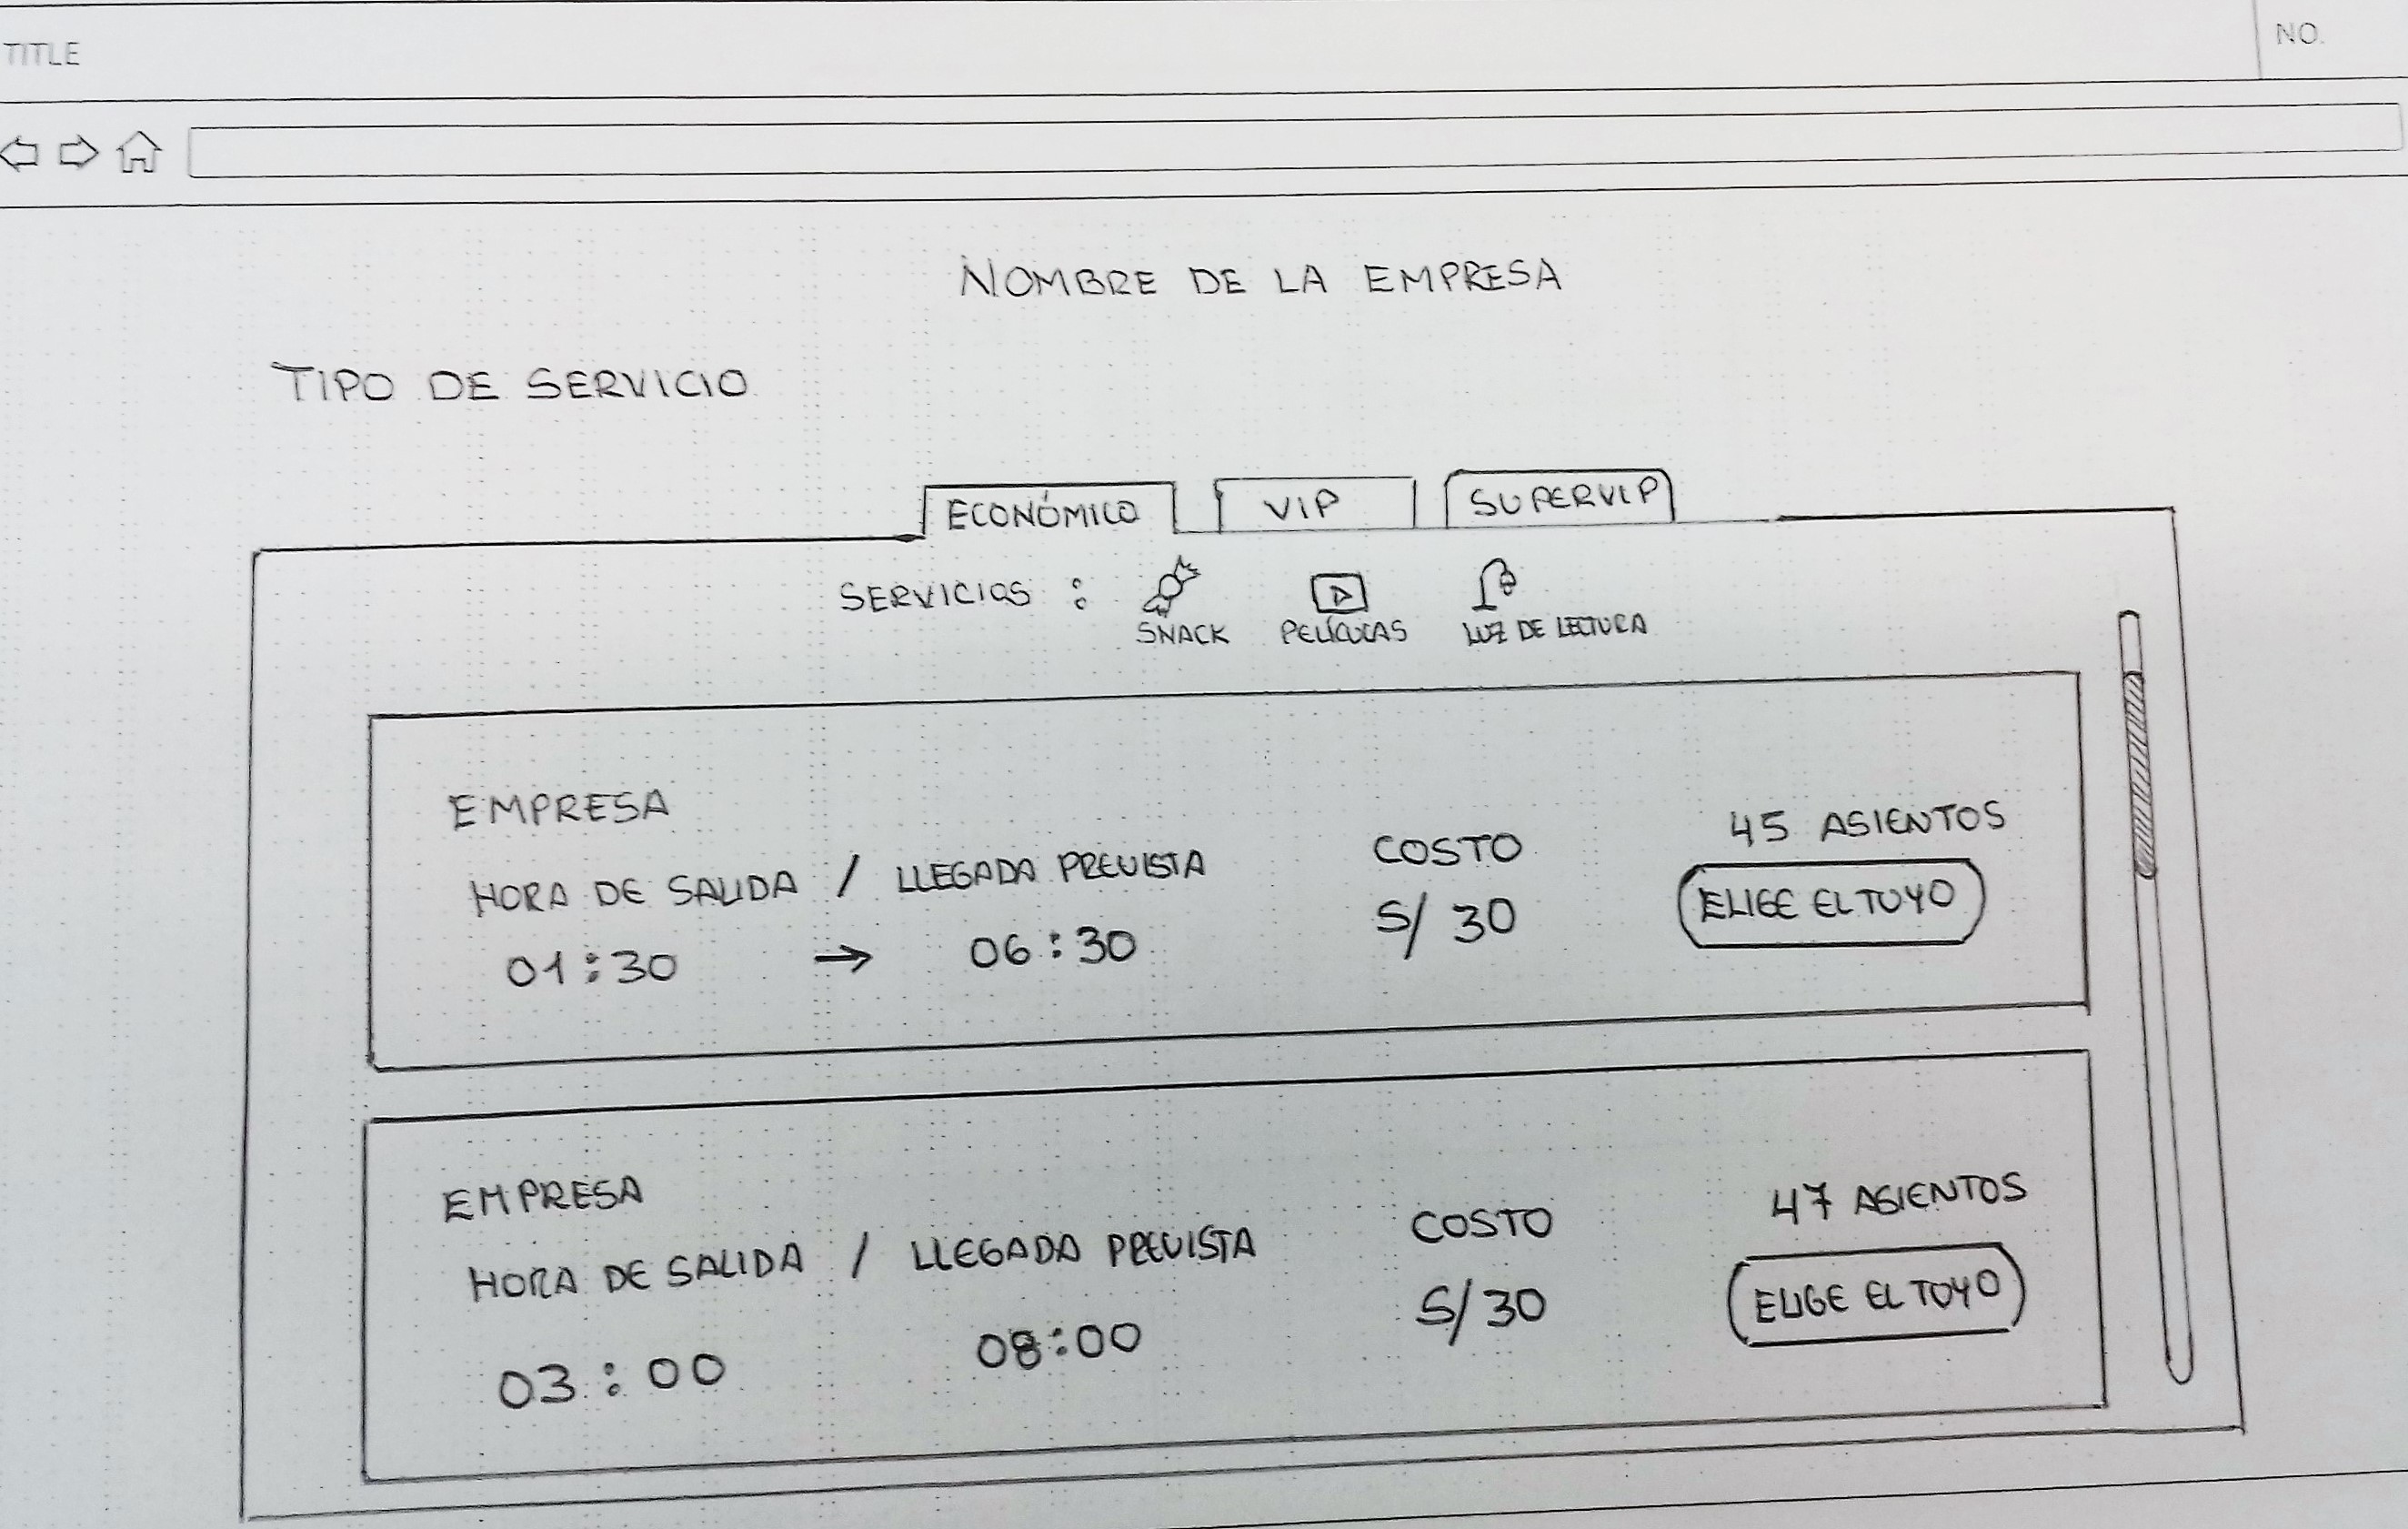 TITLE
NO.
NOMBRE DE LA EMPRESA
TIPO DE SERVICIO
ECONÓMICO VIP SUPERVIP
SERVICIOS :
SNACK PELÍCULAS LUZ DE LECTURA
EMPRESA
45 ASIENTOS
HORA DE SALIDA / LLEGADA PREVISTA COSTO
ELIGE EL TUYO
01:30 → 06:30 S/ 30
EMPRESA
47 ASIENTOS
HORA DE SALIDA / LLEGADA PREVISTA COSTO
ELIGE EL TUYO
03:00 08:00 S/30